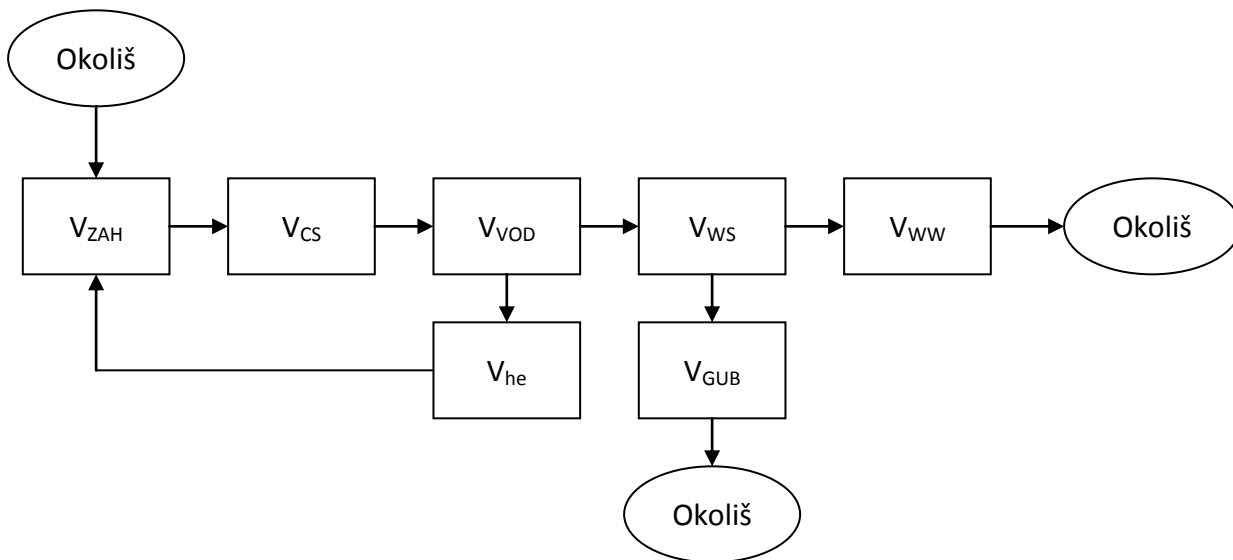 Okoliš
V_ZAH
V_CS
V_VOD
V_WS
V_WW
Okoliš
V_he
V_GUB
Okoliš